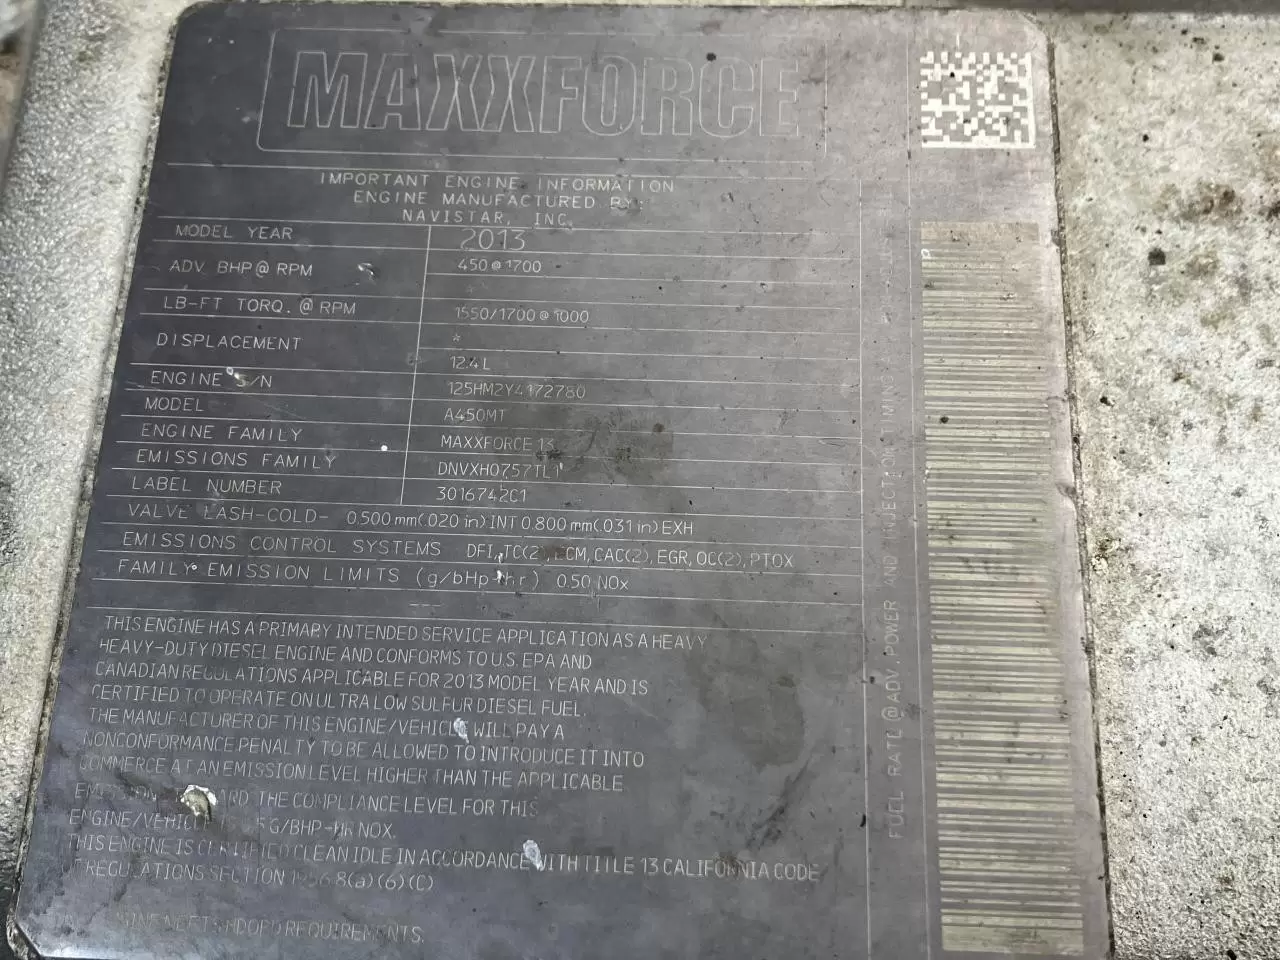 MAXXFORCE
IMPORTANT ENGINE INFORMATION
ENGINE MANUFACTURED BY:
NAVISTAR, INC.
MODEL YEAR 2013
ADV BHP@ RPM 450@1700
LB-FT TORQ. @ RPM 1550/1700@1000
DISPLACEMENT *
12.4L
ENGINE S/N 125HM2Y4172780
MODEL A450MT
ENGINE FAMILY MAXXFORCE 13
EMISSIONS FAMILY DNVXH0757TL1
LABEL NUMBER 3016742C1
VALVE LASH-COLD- 0.500 mm(.020 in) INT 0.800 mm(.031 in) EXH
EMISSIONS CONTROL SYSTEMS DFI, TC(2), ECM, CAC(2), EGR, OC(2), PTOX
FAMILY EMISSION LIMITS (g/bHp-hr) 0.50 NOx
THIS ENGINE HAS A PRIMARY INTENDED SERVICE APPLICATION AS A HEAVY
HEAVY-DUTY DIESEL ENGINE AND CONFORMS TO U.S. EPA AND
CANADIAN REGULATIONS APPLICABLE FOR 2013 MODEL YEAR AND IS
CERTIFIED TO OPERATE ON ULTRA LOW SULFUR DIESEL FUEL.
THE MANUFACTURER OF THIS ENGINE/VEHICLE WILL PAY A
NONCONFORMANCE PENALTY TO BE ALLOWED TO INTRODUCE IT INTO
COMMERCE AT AN EMISSION LEVEL HIGHER THAN THE APPLICABLE
EMISSION AND THE COMPLIANCE LEVEL FOR THIS
ENGINE/VEHICLE G/BHP-HR NOX.
THIS ENGINE IS CERTIFIED CLEAN IDLE IN ACCORDANCE WITH TITLE 13 CALIFORNIA CODE
REGULATIONS SECTION 1956.8(a)(6)(C)
ENGINE MEETS HDOBD REQUIREMENTS.
FUEL RATE @ ADV. POWER AND INJECTION TIMING